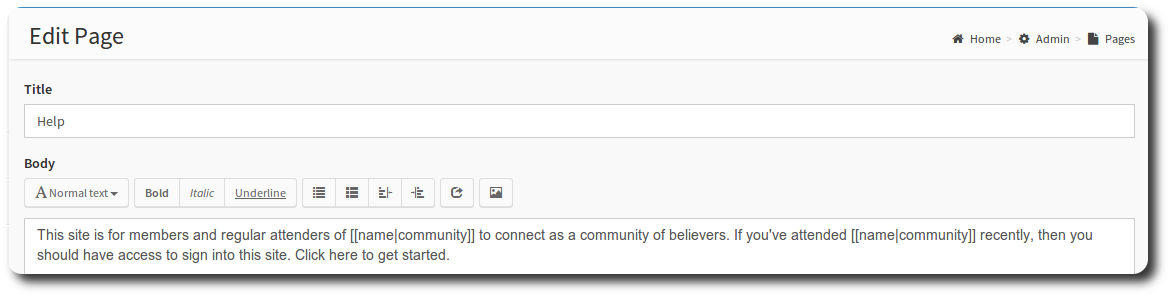 Edit Page
Home > Admin > Pages
Title
Help
Body
A Normal text Bold Italic Underline
This site is for members and regular attenders of [[name|community]] to connect as a community of believers. If you've attended [[name|community]] recently, then you
should have access to sign into this site. Click here to get started.